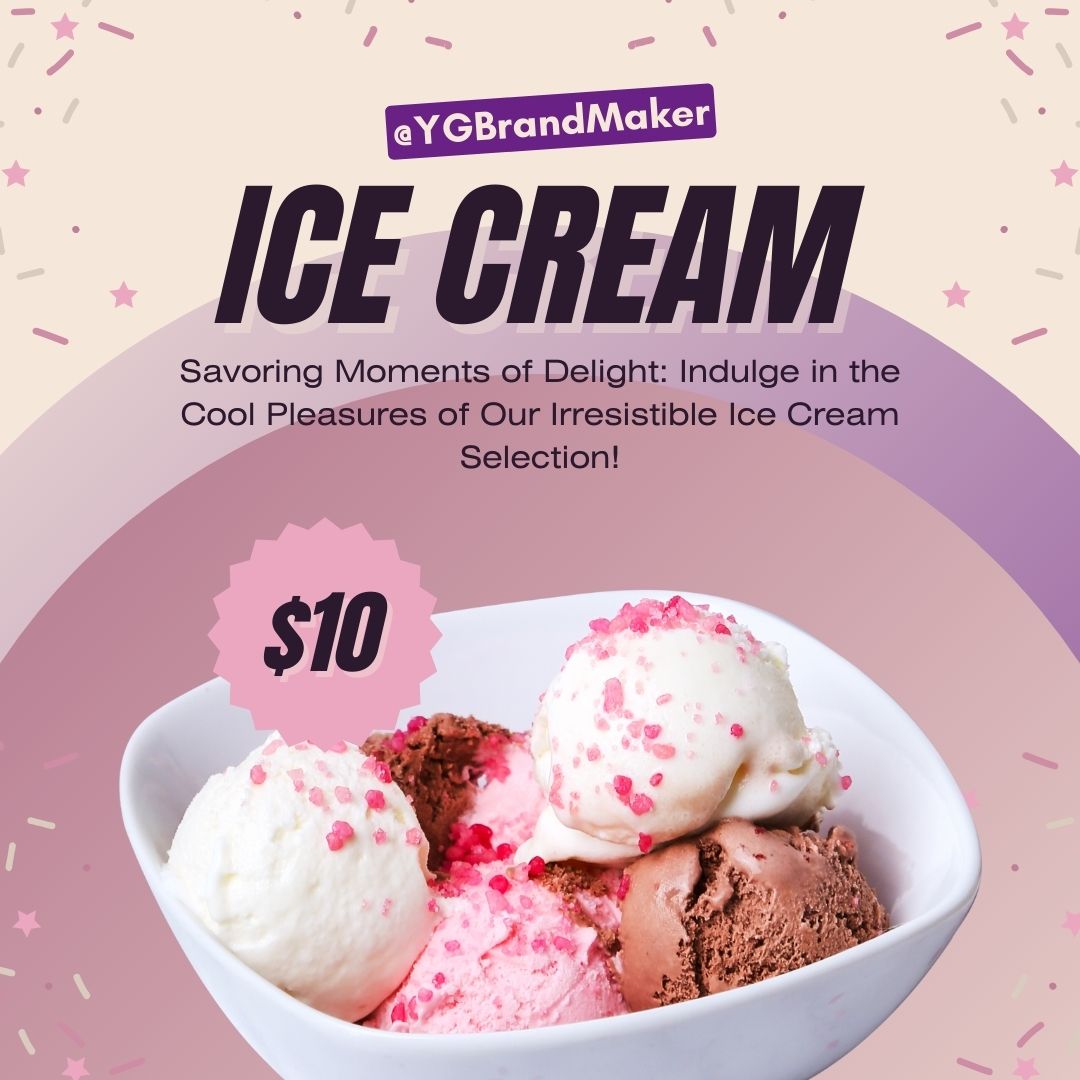 @YGBrandMaker
ICE CREAM
Savoring Moments of Delight: Indulge in the
Cool Pleasures of Our Irresistible Ice Cream
Selection!
$10